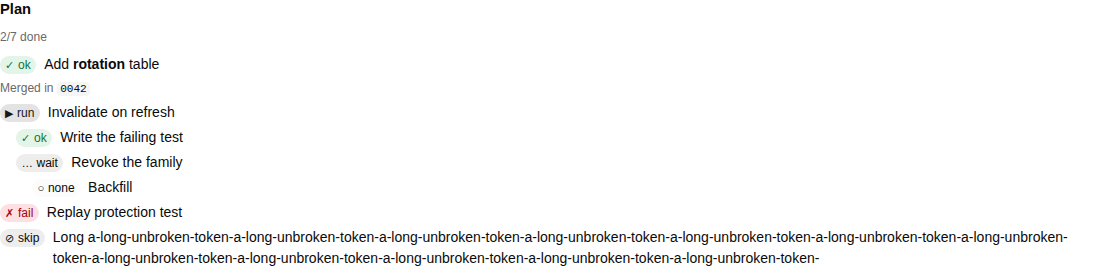 Plan
2/7 done
✓ ok Add rotation table
Merged in 0042
▶ run Invalidate on refresh
✓ ok Write the failing test
… wait Revoke the family
○ none Backfill
✗ fail Replay protection test
⊘ skip Long a-long-unbroken-token-a-long-unbroken-token-a-long-unbroken-token-a-long-unbroken-token-a-long-unbroken-token-a-long-unbroken-token-a-long-unbroken-
token-a-long-unbroken-token-a-long-unbroken-token-a-long-unbroken-token-a-long-unbroken-token-a-long-unbroken-token-